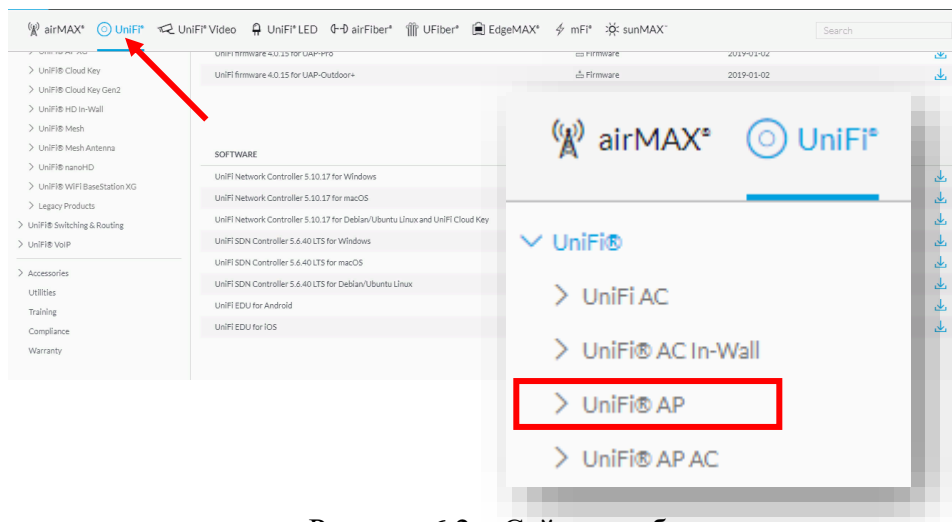 airMAX® UniFi® UniFi® Video UniFi® LED airFiber® UFiber® EdgeMAX® mFi® sunMAX™ Search
UniFi firmware 4.0.15 for UAP-Pro Firmware 2019-01-02
> UniFi® Cloud Key
UniFi firmware 4.0.15 for UAP-Outdoor+ Firmware 2019-01-02
> UniFi® Cloud Key Gen2
> UniFi® HD In-Wall
> UniFi® Mesh
> UniFi® Mesh Antenna
> UniFi® nanoHD
> UniFi® WiFi BaseStation XG
> Legacy Products
> UniFi® Switching & Routing
> UniFi® VoIP
> Accessories
Utilities
Training
Compliance
Warranty
SOFTWARE
UniFi Network Controller 5.10.17 for Windows
UniFi Network Controller 5.10.17 for macOS
UniFi Network Controller 5.10.17 for Debian/Ubuntu Linux and UniFi Cloud Key
UniFi SDN Controller 5.6.40 LTS for Windows
UniFi SDN Controller 5.6.40 LTS for macOS
UniFi SDN Controller 5.6.40 LTS for Debian/Ubuntu Linux
UniFi EDU for Android
UniFi EDU for iOS
airMAX® UniFi®
UniFi®
> UniFi AC
> UniFi® AC In-Wall
> UniFi® AP
> UniFi® AP AC